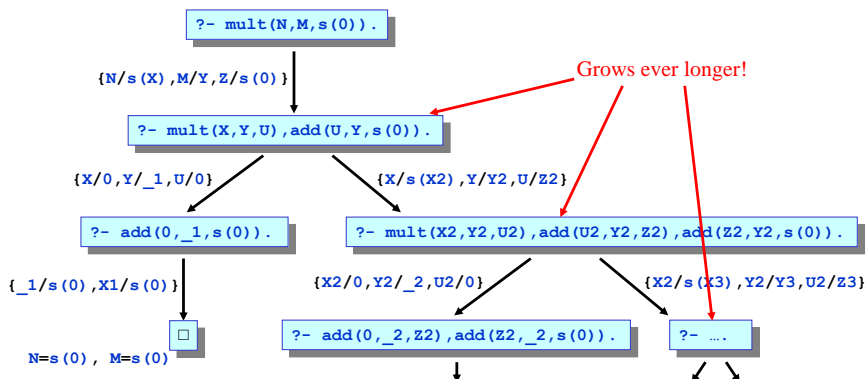 ?- mult(N,M,s(0)).
{N/s(X),M/Y,Z/s(0)}
Grows ever longer!
?- mult(X,Y,U),add(U,Y,s(0)).
{X/0,Y/_1,U/0}
{X/s(X2),Y/Y2,U/Z2}
?- add(0,_1,s(0)).
?- mult(X2,Y2,U2),add(U2,Y2,Z2),add(Z2,Y2,s(0)).
{_1/s(0),X1/s(0)}
{X2/0,Y2/_2,U2/0}
{X2/s(X3),Y2/Y3,U2/Z3}
□
?- add(0,_2,Z2),add(Z2,_2,s(0)).
?- ….
N=s(0), M=s(0)